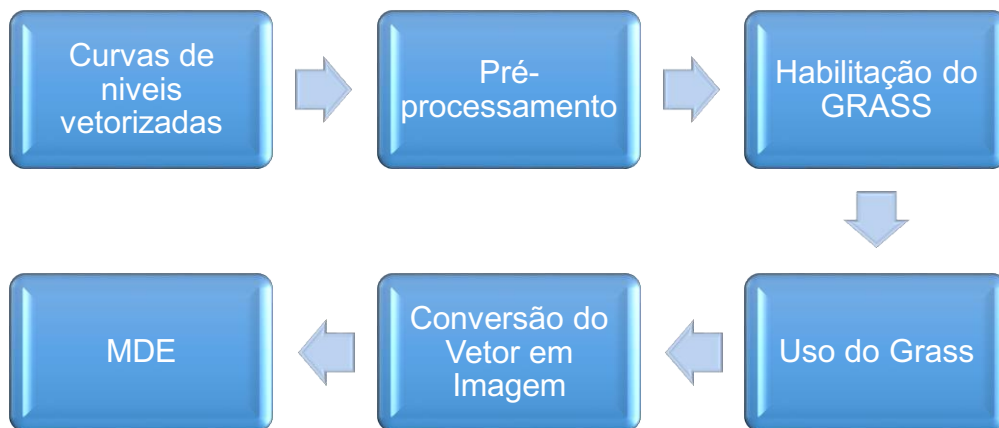 Curvas de
niveis
vetorizadas
Pré-
processamento
Habilitação do
GRASS
Uso do Grass
Conversão do
Vetor em
Imagem
MDE